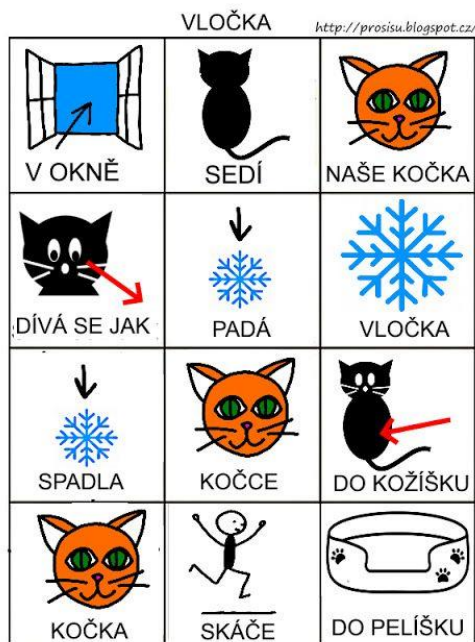 VLOČKA
http://prosisu.blogspot.cz/
V OKNĚ
SEDÍ
NAŠE KOČKA
DÍVÁ SE JAK
PADÁ
VLOČKA
SPADLA
KOČCE
DO KOŽÍŠKU
KOČKA
SKÁČE
DO PELÍŠKU